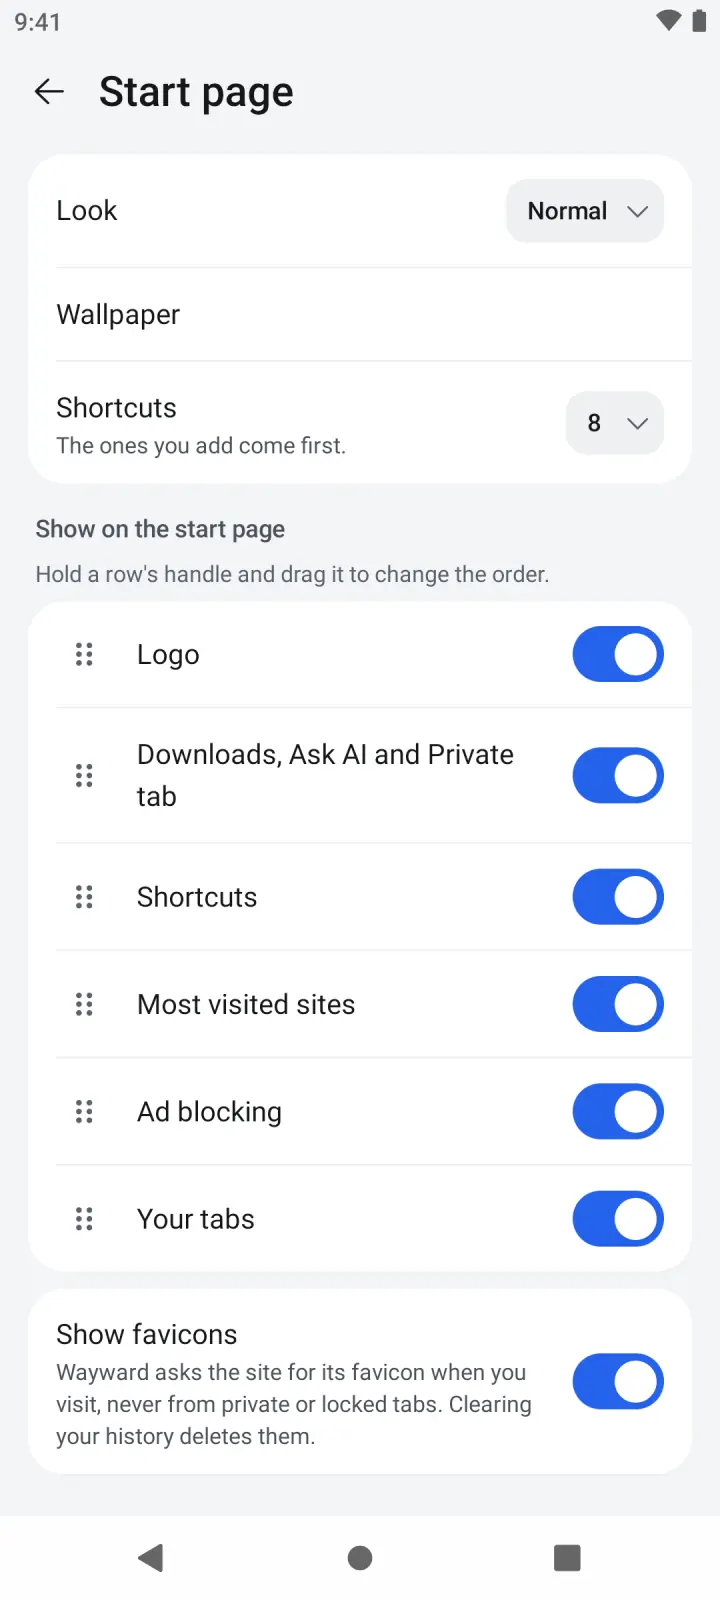 9:41
Start page
Look
Normal
Wallpaper
Shortcuts
The ones you add come first.
8
Show on the start page
Hold a row's handle and drag it to change the order.
Logo
Downloads, Ask AI and Private
tab
Shortcuts
Most visited sites
Ad blocking
Your tabs
Show favicons
Wayward asks the site for its favicon when you
visit, never from private or locked tabs. Clearing
your history deletes them.